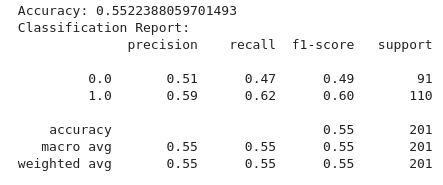 Accuracy: 0.5522388059701493
Classification Report:
precision recall f1-score support
0.0 0.51 0.47 0.49 91
1.0 0.59 0.62 0.60 110
accuracy 0.55 201
macro avg 0.55 0.55 0.55 201
weighted avg 0.55 0.55 0.55 201